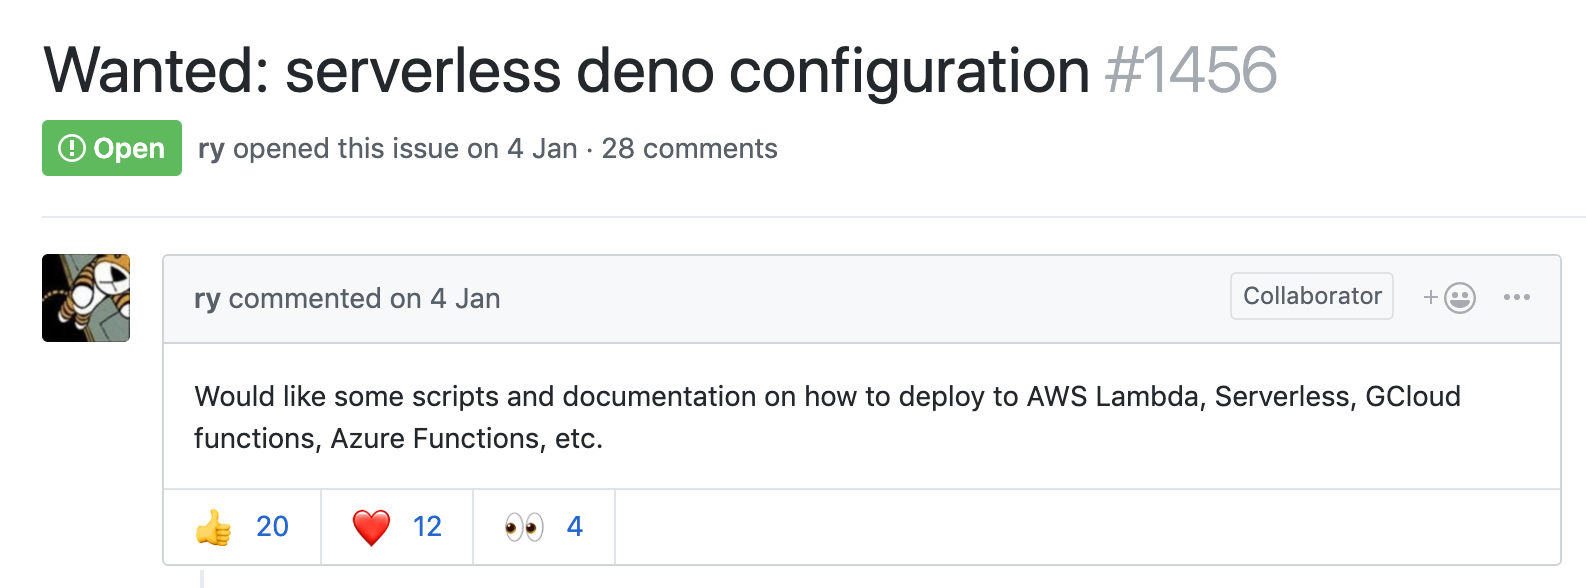 Wanted: serverless deno configuration #1456
Open ry opened this issue on 4 Jan · 28 comments
ry commented on 4 Jan Collaborator
Would like some scripts and documentation on how to deploy to AWS Lambda, Serverless, GCloud
functions, Azure Functions, etc.
20 12 4